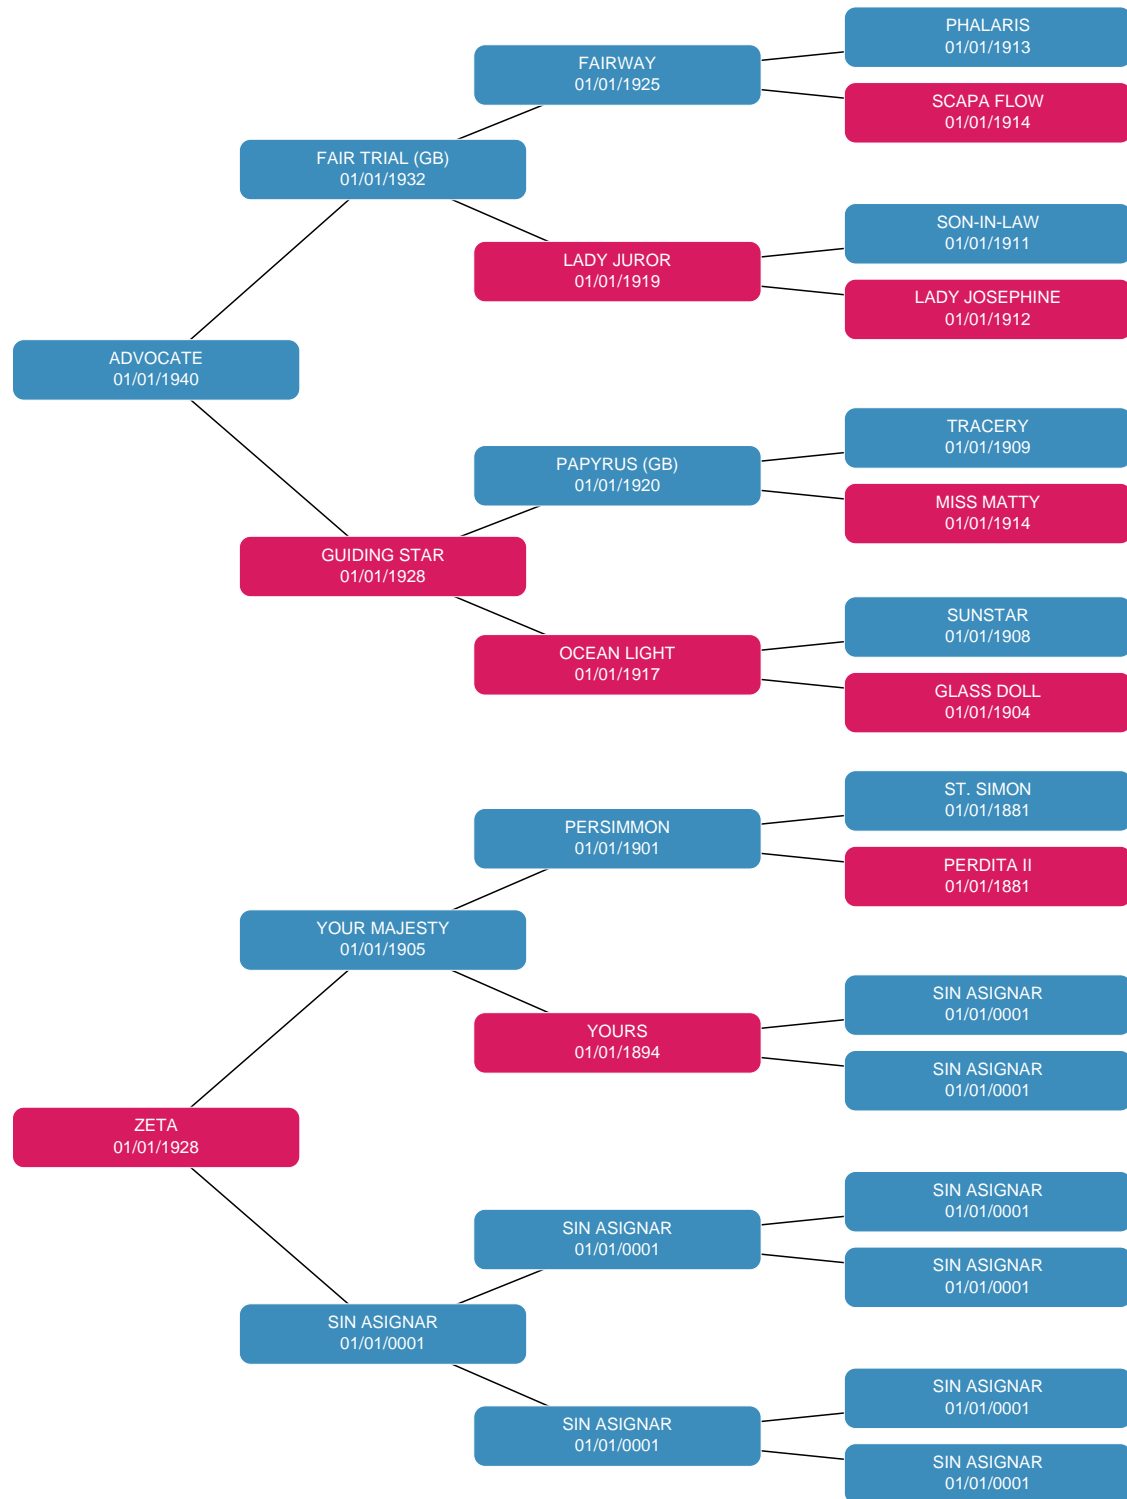 PHALARIS
01/01/1913
FAIRWAY
01/01/1925
SCAPA FLOW
01/01/1914
FAIR TRIAL (GB)
01/01/1932
SON-IN-LAW
01/01/1911
LADY JUROR
01/01/1919
LADY JOSEPHINE
01/01/1912
ADVOCATE
01/01/1940
TRACERY
01/01/1909
PAPYRUS (GB)
01/01/1920
MISS MATTY
01/01/1914
GUIDING STAR
01/01/1928
SUNSTAR
01/01/1908
OCEAN LIGHT
01/01/1917
GLASS DOLL
01/01/1904
ST. SIMON
01/01/1881
PERSIMMON
01/01/1901
PERDITA II
01/01/1881
YOUR MAJESTY
01/01/1905
SIN ASIGNAR
01/01/0001
YOURS
01/01/1894
SIN ASIGNAR
01/01/0001
ZETA
01/01/1928
SIN ASIGNAR
01/01/0001
SIN ASIGNAR
01/01/0001
SIN ASIGNAR
01/01/0001
SIN ASIGNAR
01/01/0001
SIN ASIGNAR
01/01/0001
SIN ASIGNAR
01/01/0001
SIN ASIGNAR
01/01/0001